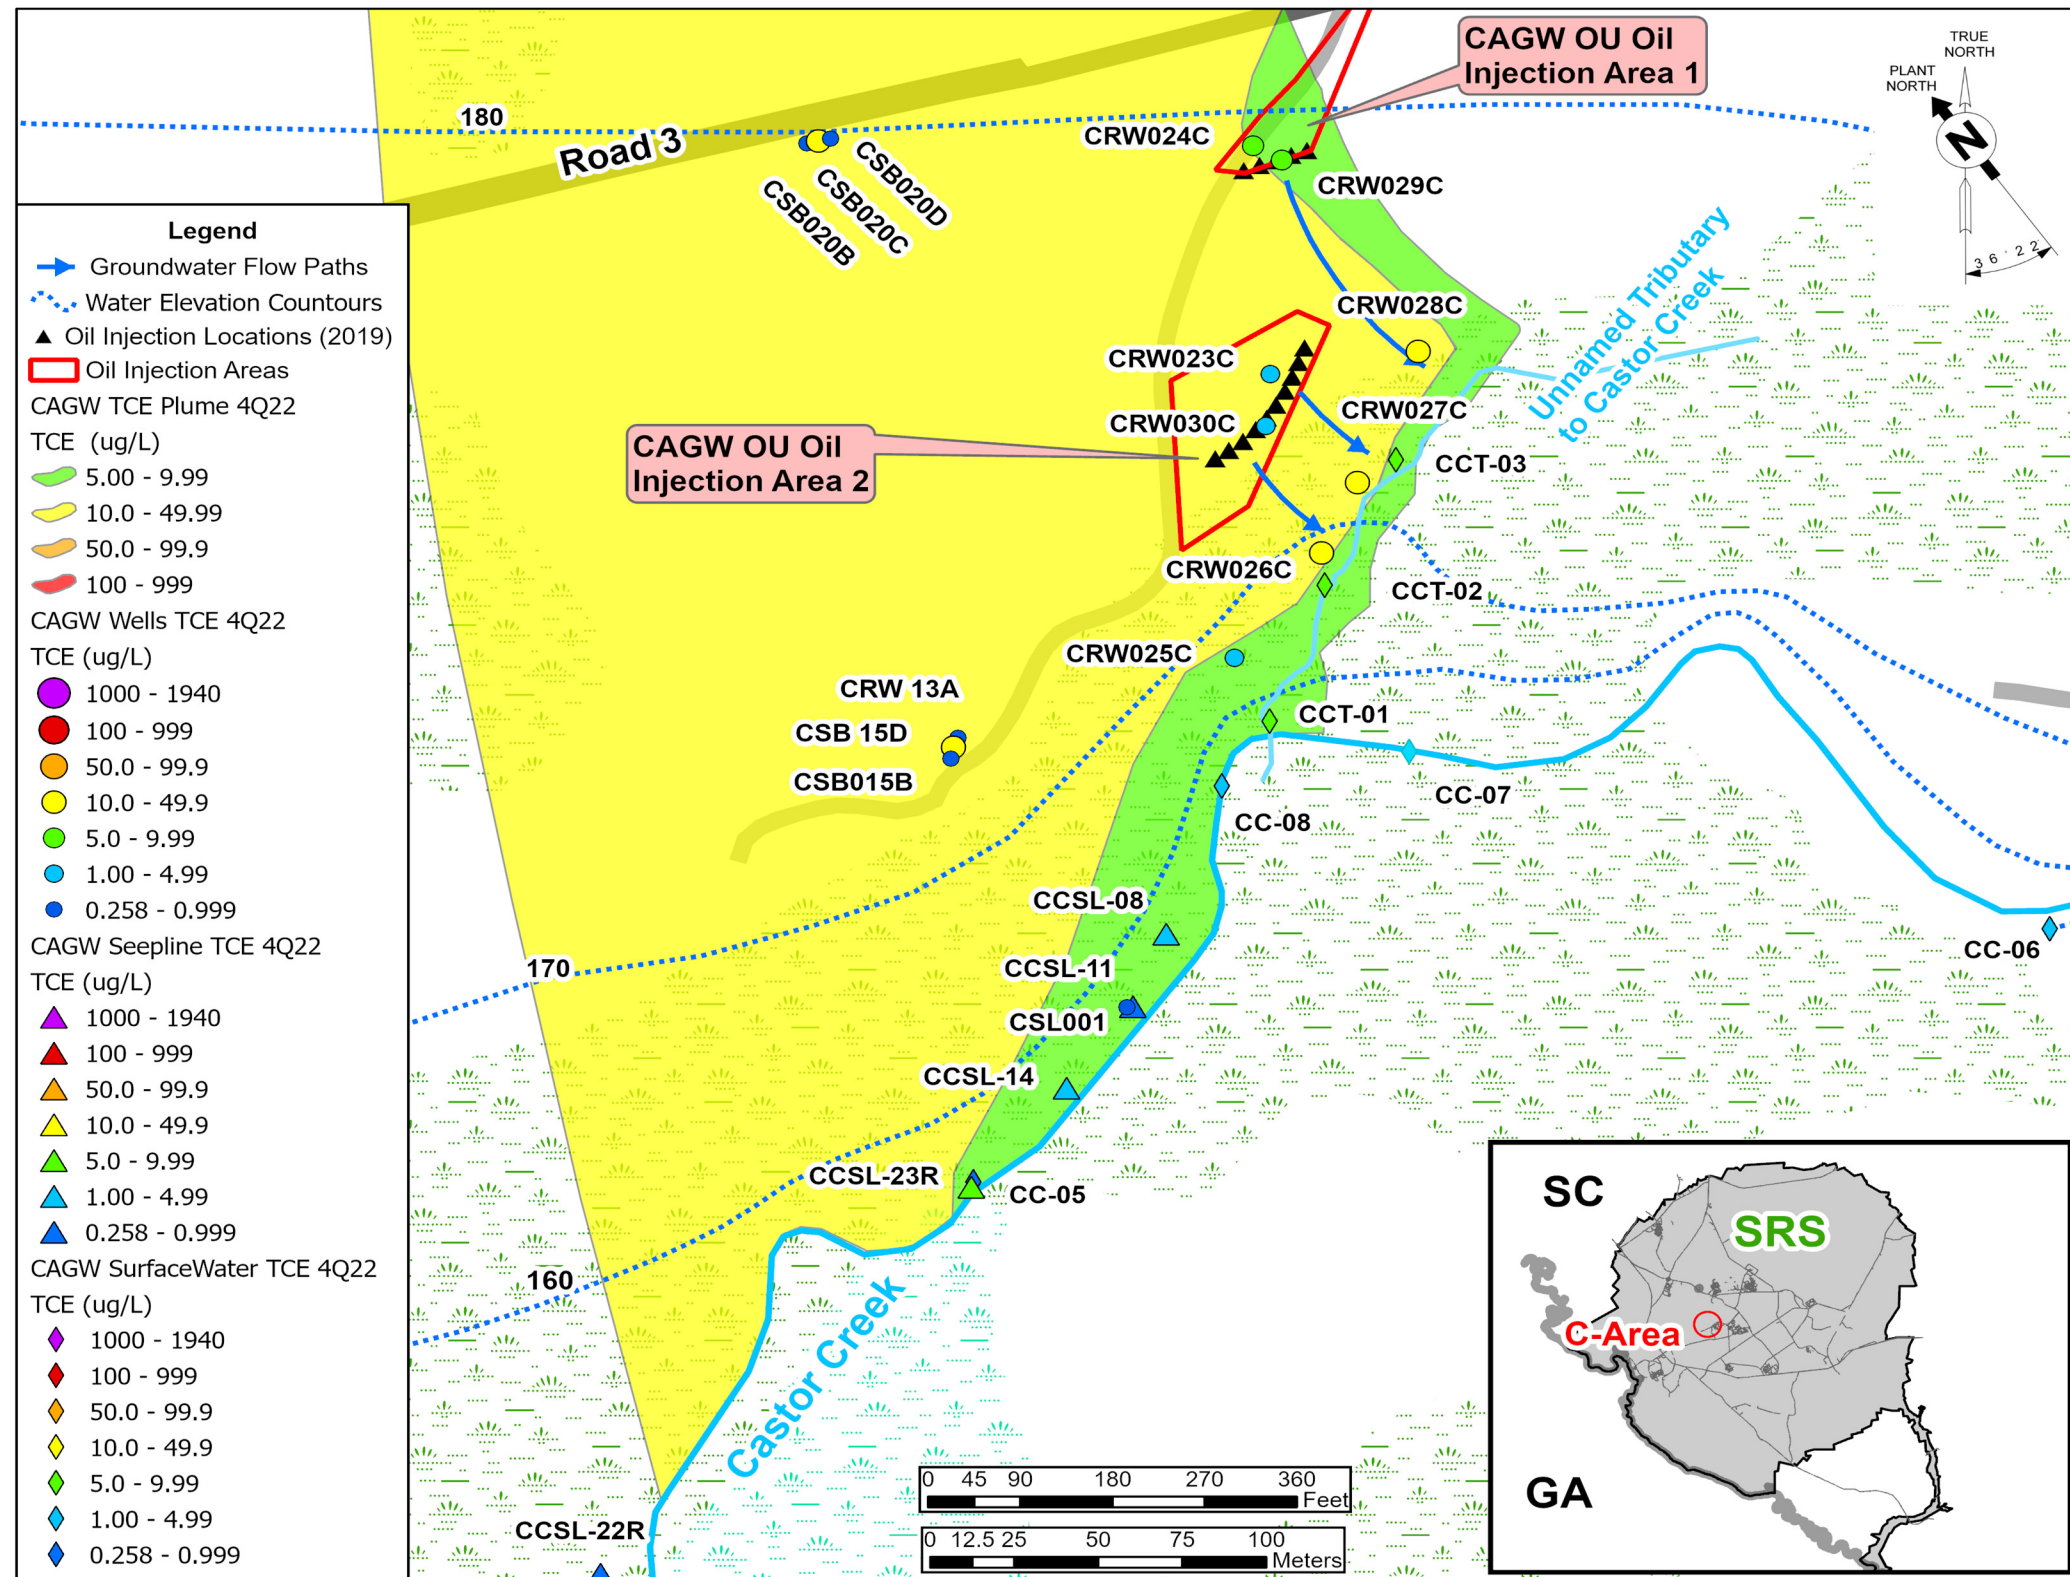 CAGW OU Oil
Injection Area 1
TRUE
NORTH
PLANT
NORTH
N
36°22'
180
Road 3
CRW024C
CRW029C
CSB020D
CSB020C
CSB020B
Unnamed Tributary
to Castor Creek
CRW028C
CRW023C
CRW027C
CRW030C
CAGW OU Oil
Injection Area 2
CCT-03
CRW026C
CCT-02
CRW025C
CRW 13A
CCT-01
CSB 15D
CSB015B
CC-07
CC-08
CCSL-08
CC-06
CCSL-11
170
CSL001
CCSL-14
CCSL-23R
CC-05
160
Castor Creek
CCSL-22R
Legend
Groundwater Flow Paths
Water Elevation Countours
Oil Injection Locations (2019)
Oil Injection Areas
CAGW TCE Plume 4Q22
TCE (ug/L)
5.00 - 9.99
10.0 - 49.99
50.0 - 99.9
100 - 999
CAGW Wells TCE 4Q22
TCE (ug/L)
1000 - 1940
100 - 999
50.0 - 99.9
10.0 - 49.9
5.0 - 9.99
1.00 - 4.99
0.258 - 0.999
CAGW Seepline TCE 4Q22
TCE (ug/L)
1000 - 1940
100 - 999
50.0 - 99.9
10.0 - 49.9
5.0 - 9.99
1.00 - 4.99
0.258 - 0.999
CAGW SurfaceWater TCE 4Q22
TCE (ug/L)
1000 - 1940
100 - 999
50.0 - 99.9
10.0 - 49.9
5.0 - 9.99
1.00 - 4.99
0.258 - 0.999
0 45 90 180 270 360
Feet
0 12.5 25 50 75 100
Meters
SC
SRS
C-Area
GA